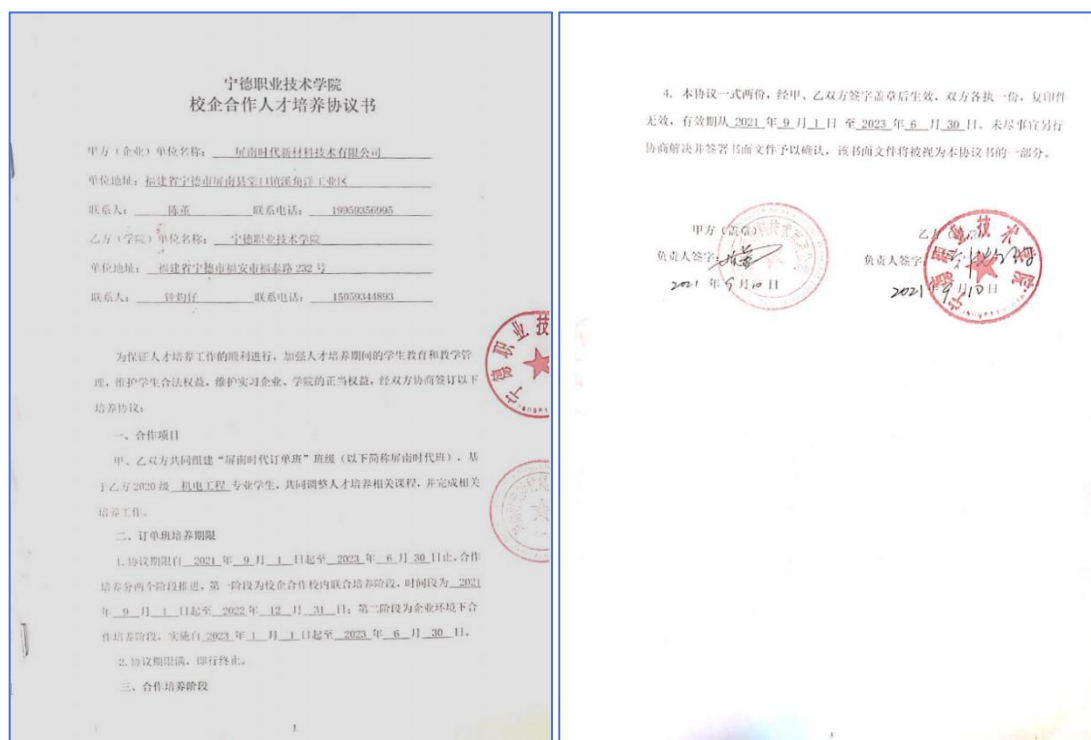 宁德职业技术学院
校企合作人才培养协议书
甲方（企业）单位名称： 屏南时代新材料技术有限公司
单位地址：福建省宁德市屏南县棠口镇溪角洋工业区
联系人： 陈董 联系电话： 19959356995
乙方（学院）单位名称： 宁德职业技术学院
单位地址： 福建省宁德市福安市福泰路232号
联系人： 钟灼仔 联系电话： 15059344893
为保证人才培养工作的顺利进行，加强人才培养期间的学生教育和教学管
理，维护学生合法权益，维护实习企业、学院的正当权益，经双方协商签订以下
培养协议：
一、合作项目
甲、乙双方共同组建“屏南时代订单班”班级（以下简称屏南时代班），基
于乙方2020级 机电工程 专业学生，共同调整人才培养相关课程，并完成相关
培养工作。
二、订单班培养期限
1.协议期限自 2021 年 9 月 1 日起至 2023 年 6 月 30 日止。合作
培养分两个阶段推进，第一阶段为校企合作校内联合培养阶段，时间段为 2021
年 9 月 1 日起至 2022 年 12 月 31 日；第二阶段为企业环境下合
作培养阶段，实施自 2023 年 1 月 1 日起至 2023 年 6 月 30 日。
2.协议期限满，即行终止。
三、合作培养阶段
宁德职业技
4. 本协议一式两份，经甲、乙双方签字盖章后生效，双方各执一份，复印件
无效，有效期从 2021 年 9 月 1 日 至 2023 年 6 月 30 日。未尽事宜另行
协商解决并签署书面文件予以确认，该书面文件将被视为本协议书的一部分。
甲方（盖章）
负责人签字：
2021 年 9 月 10 日
乙方（
负责人签字：
2021 年 9 月 10 日
宁德职业技术学院